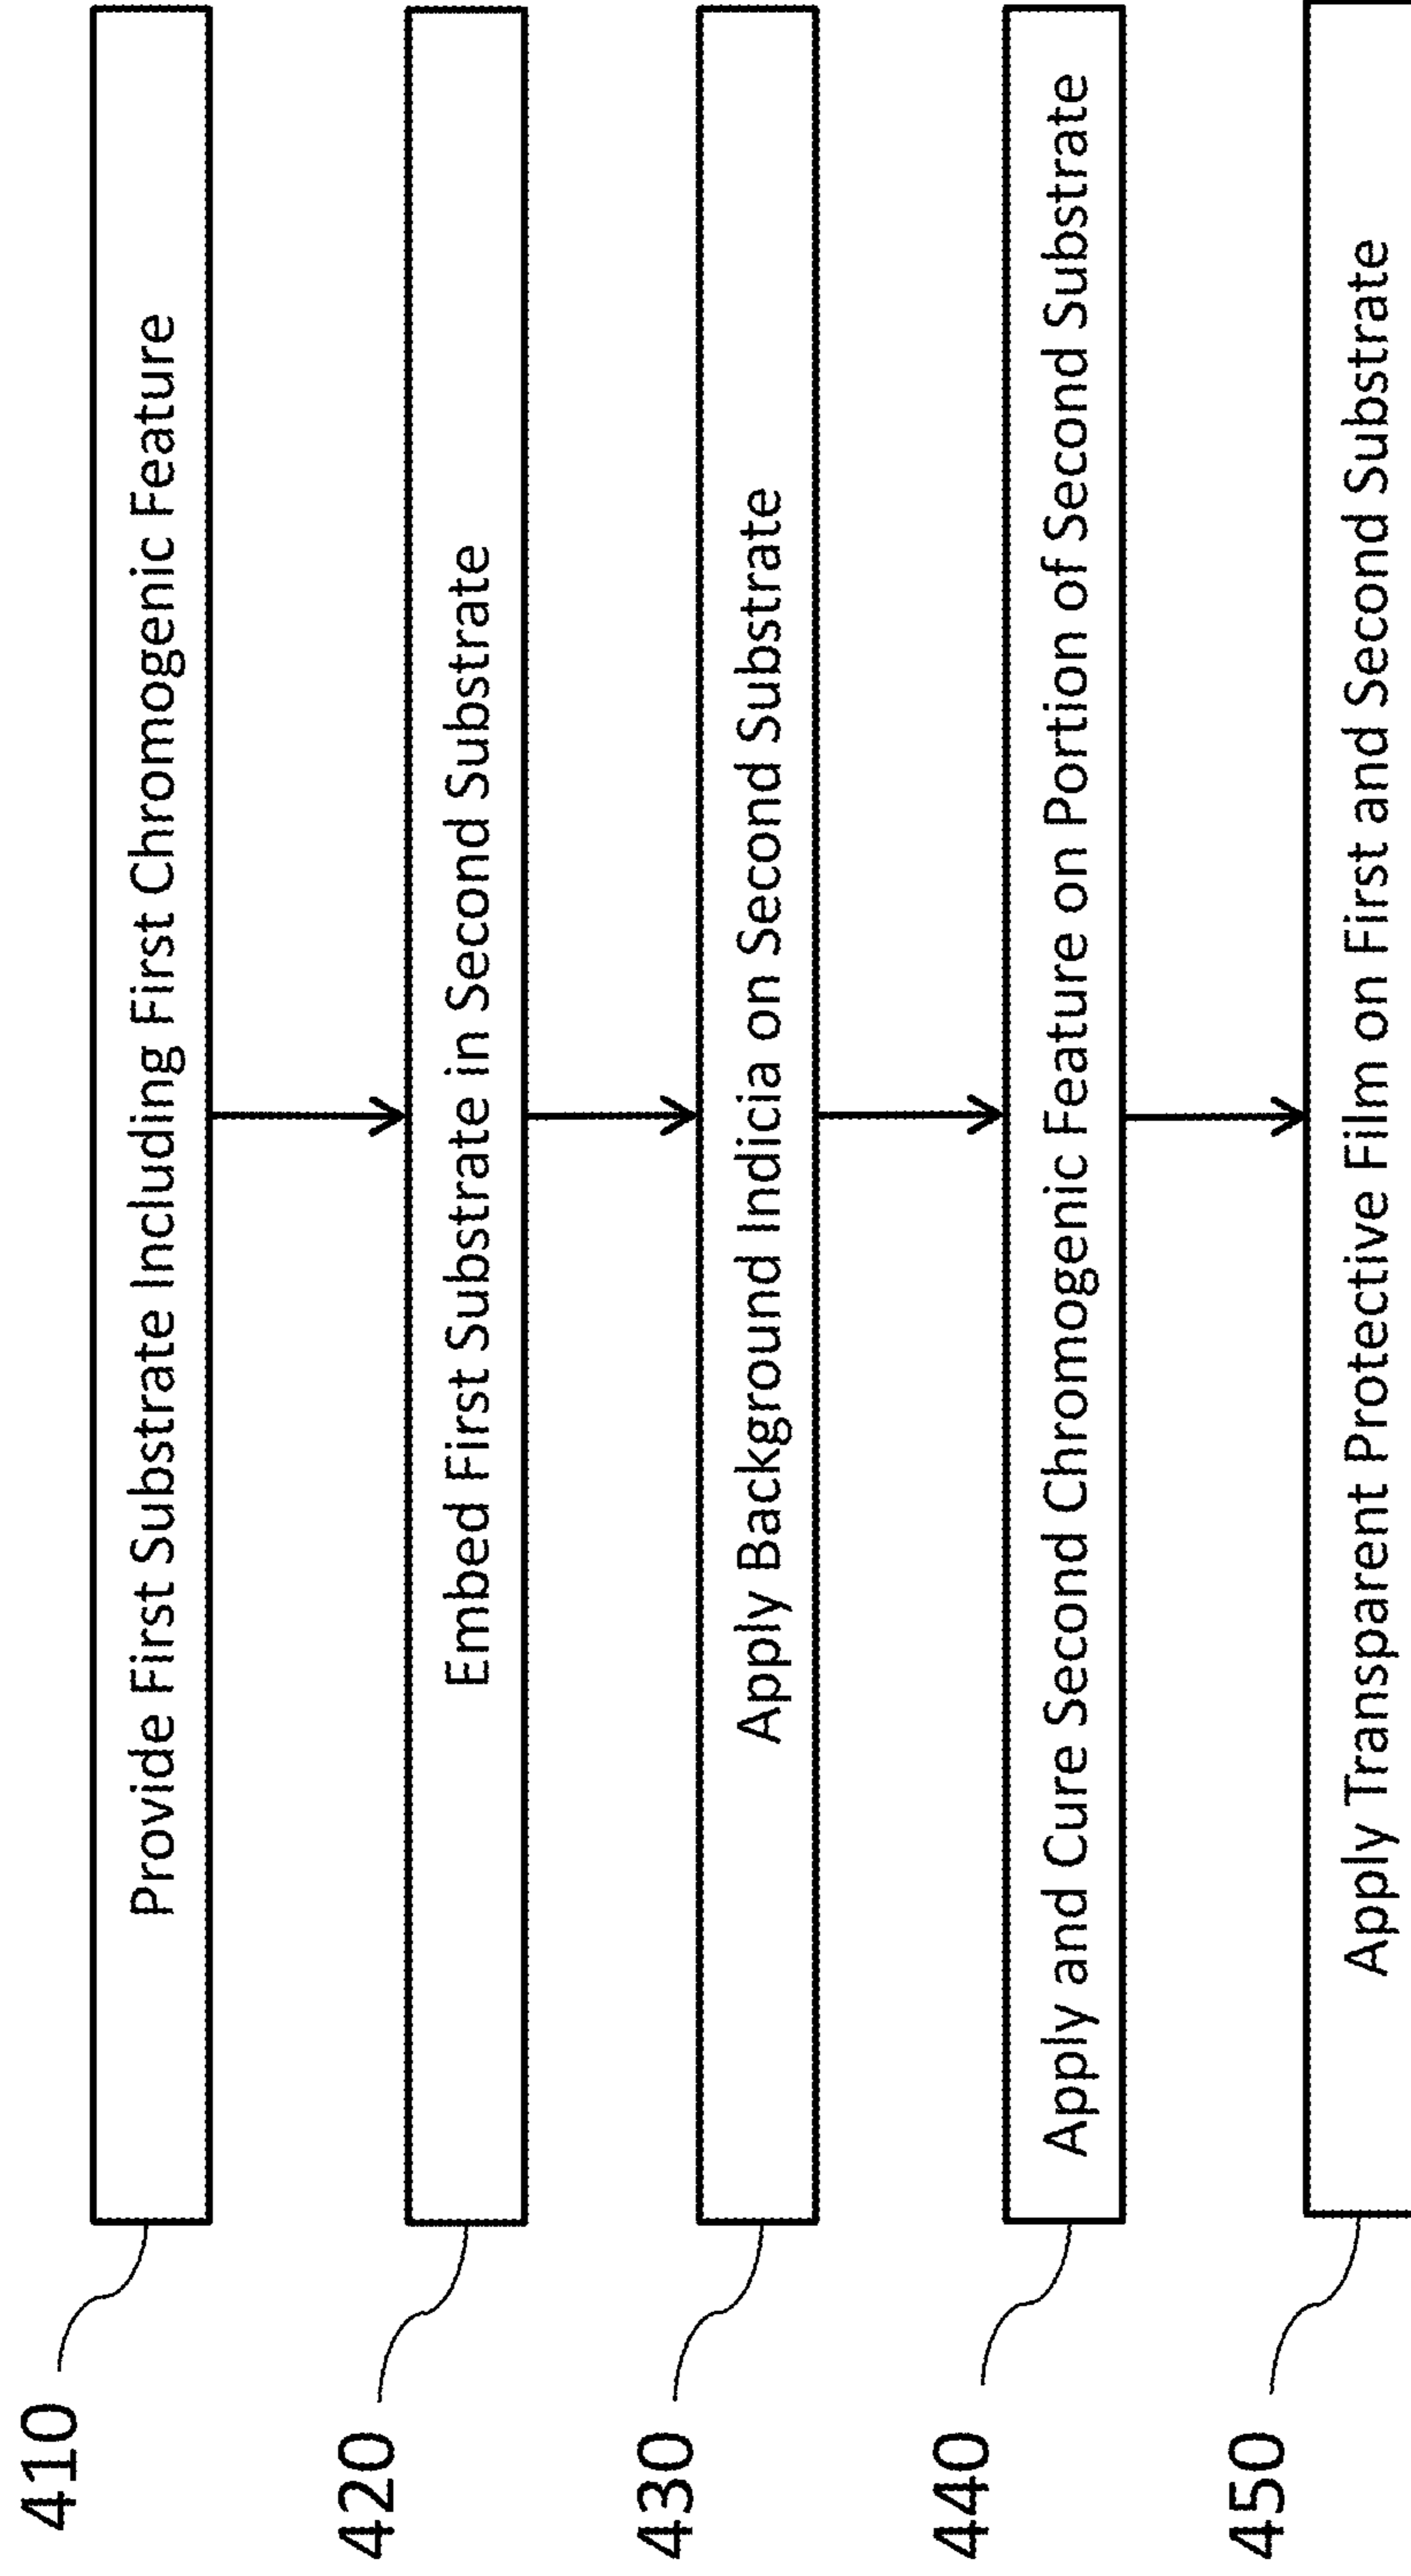 410
Provide First Substrate Including First Chromogenic Feature
420
Embed First Substrate in Second Substrate
430
Apply Background Indicia on Second Substrate
440
Apply and Cure Second Chromogenic Feature on Portion of Second Substrate
450
Apply Transparent Protective Film on First and Second Substrate